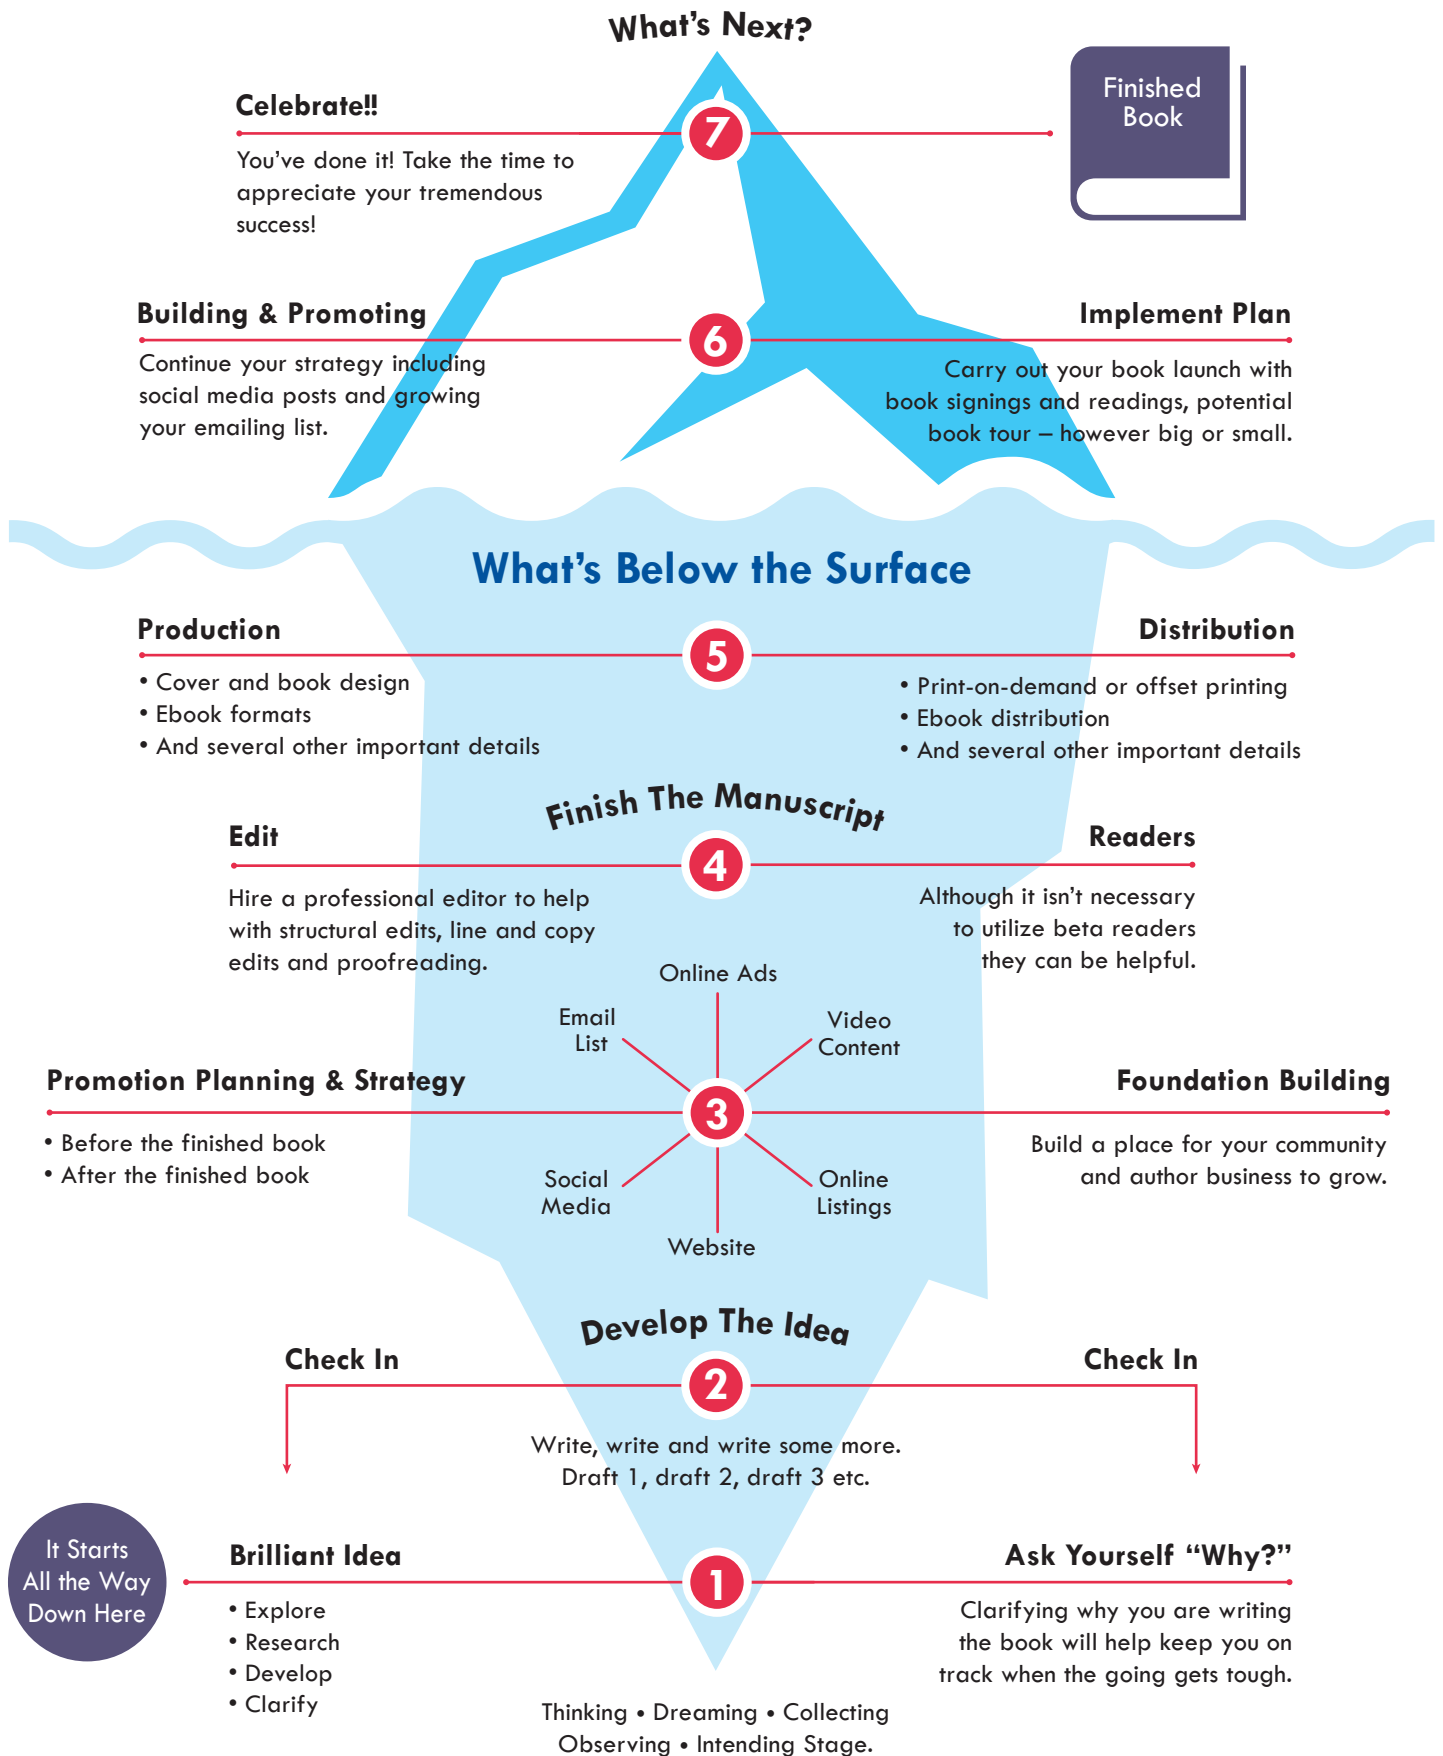 What's Next?
Finished
Book
Celebrate!!
7
You've done it! Take the time to
appreciate your tremendous
success!
Building & Promoting
6
Implement Plan
Continue your strategy including
social media posts and growing
your emailing list.
Carry out your book launch with
book signings and readings, potential
book tour – however big or small.
What's Below the Surface
Production
5
Distribution
• Cover and book design
• Ebook formats
• And several other important details
• Print-on-demand or offset printing
• Ebook distribution
• And several other important details
Finish The Manuscript
Edit
4
Readers
Hire a professional editor to help
with structural edits, line and copy
edits and proofreading.
Although it isn't necessary
to utilize beta readers
they can be helpful.
Online Ads
Email
List
Video
Content
Promotion Planning & Strategy
3
Foundation Building
• Before the finished book
• After the finished book
Build a place for your community
and author business to grow.
Social
Media
Online
Listings
Website
Develop The Idea
Check In
2
Check In
Write, write and write some more.
Draft 1, draft 2, draft 3 etc.
It Starts
All the Way
Down Here
Brilliant Idea
1
Ask Yourself “Why?”
• Explore
• Research
• Develop
• Clarify
Clarifying why you are writing
the book will help keep you on
track when the going gets tough.
Thinking • Dreaming • Collecting
Observing • Intending Stage.